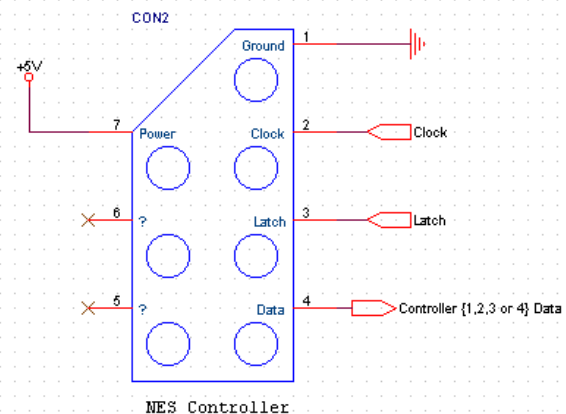 CON2
Ground 1
+5V
7 Power
Clock 2 Clock
6 ?
Latch 3 Latch
5 ?
Data 4 Controller {1,2,3 or 4} Data
NES Controller